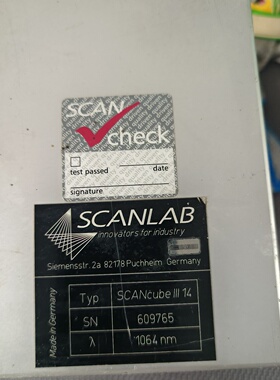 SCAN
check
test passed
date
signature
SCANLAB
innovators for industry
Siemensstr. 2a 82178 Puchheim Germany
Typ SCANcube III 14
SN 609765
λ 1064 nm
Made in Germany